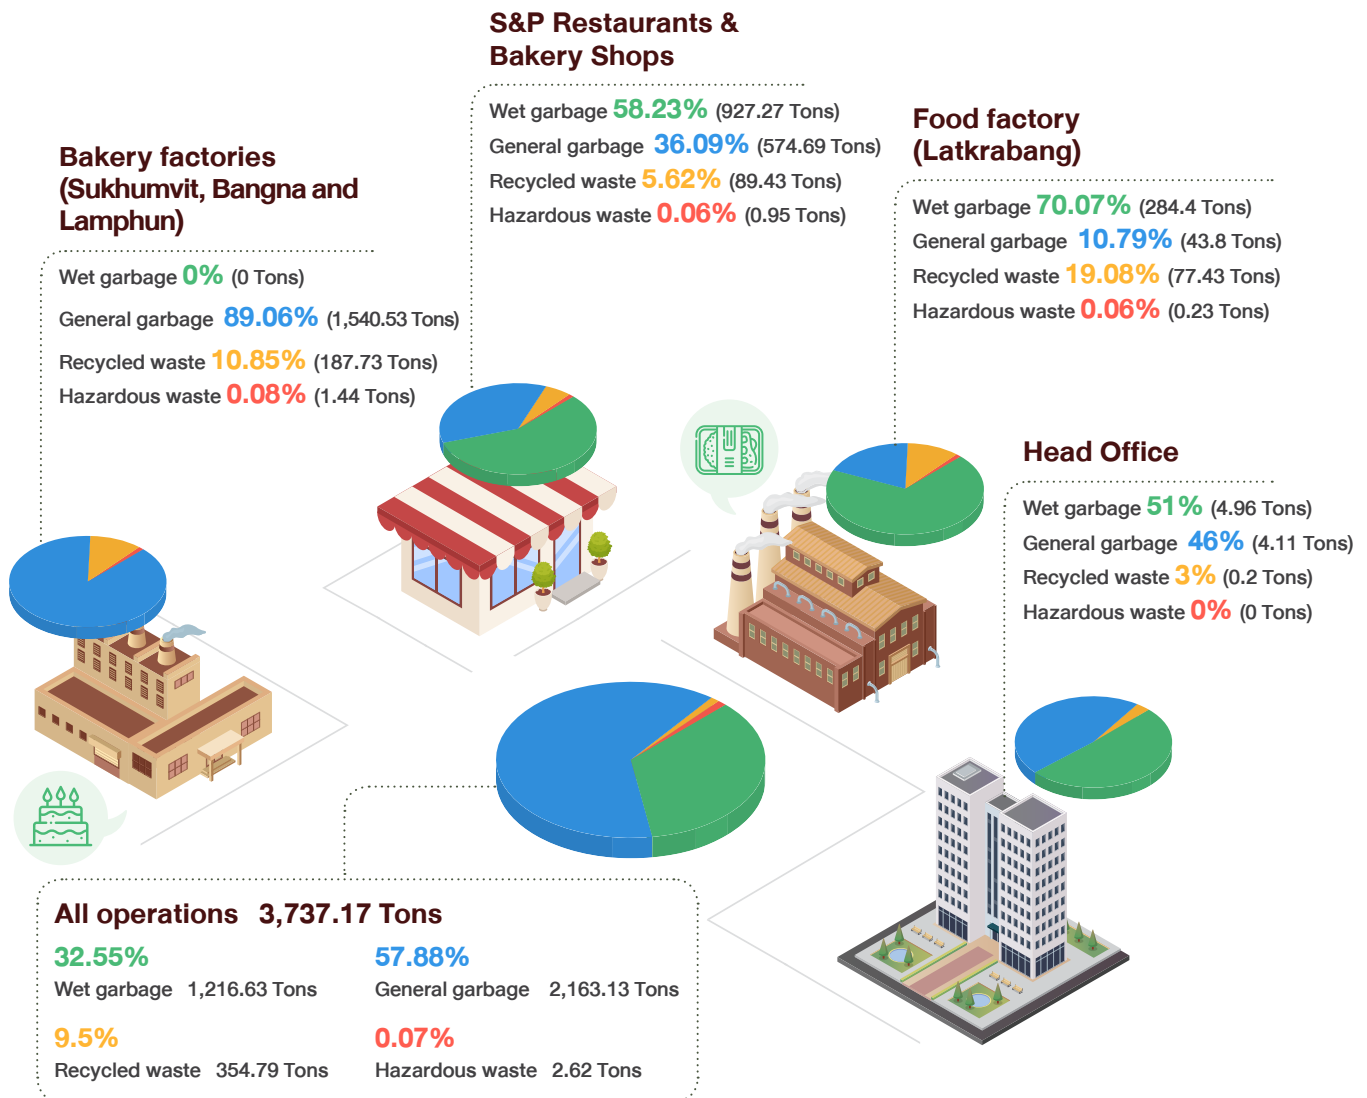 S&P Restaurants &
Bakery Shops
Wet garbage 58.23% (927.27 Tons)
General garbage 36.09% (574.69 Tons)
Recycled waste 5.62% (89.43 Tons)
Hazardous waste 0.06% (0.95 Tons)
Food factory
(Latkrabang)
Wet garbage 70.07% (284.4 Tons)
General garbage 10.79% (43.8 Tons)
Recycled waste 19.08% (77.43 Tons)
Hazardous waste 0.06% (0.23 Tons)
Bakery factories
(Sukhumvit, Bangna and
Lamphun)
Wet garbage 0% (0 Tons)
General garbage 89.06% (1,540.53 Tons)
Recycled waste 10.85% (187.73 Tons)
Hazardous waste 0.08% (1.44 Tons)
Head Office
Wet garbage 51% (4.96 Tons)
General garbage 46% (4.11 Tons)
Recycled waste 3% (0.2 Tons)
Hazardous waste 0% (0 Tons)
All operations 3,737.17 Tons
32.55%
Wet garbage 1,216.63 Tons
57.88%
General garbage 2,163.13 Tons
9.5%
Recycled waste 354.79 Tons
0.07%
Hazardous waste 2.62 Tons